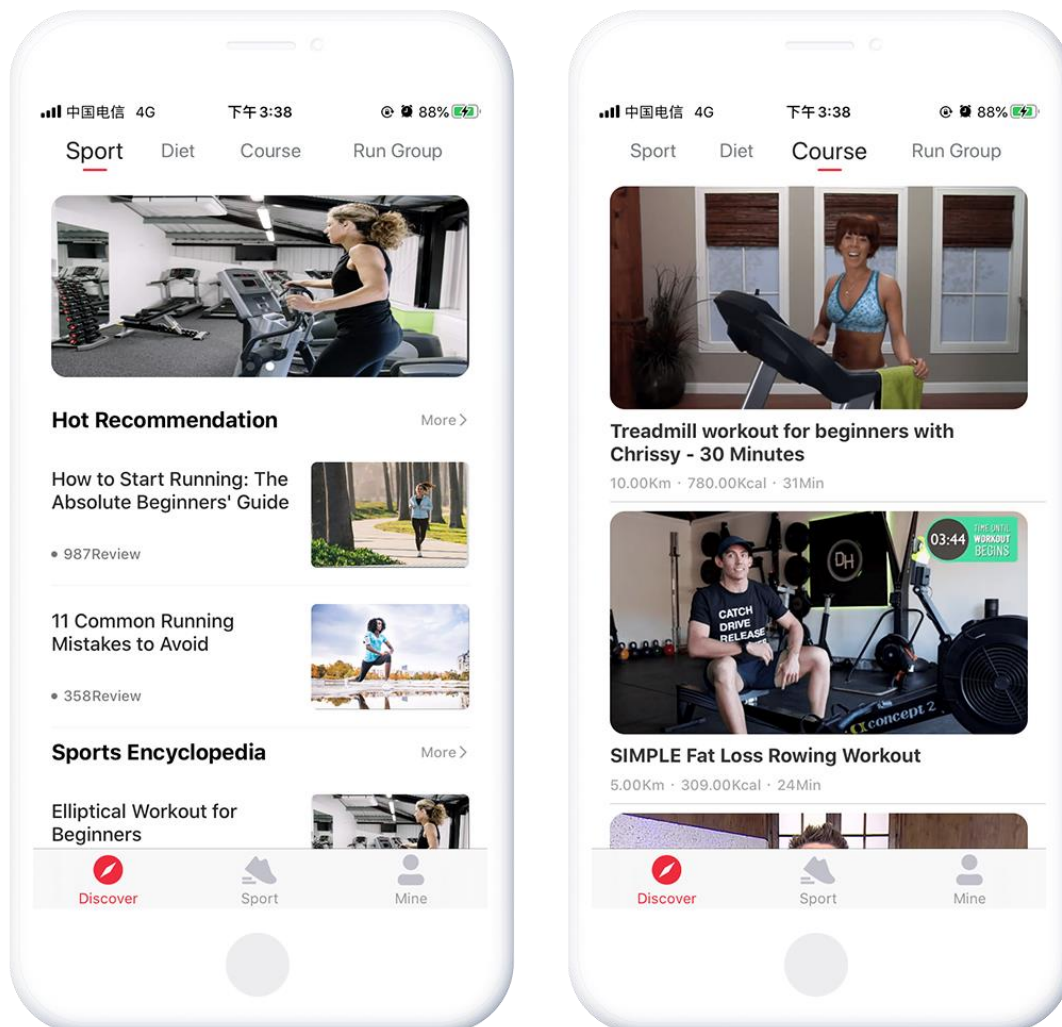 中国电信 4G 下午3:38 88%
Sport Diet Course Run Group
Hot Recommendation More >
How to Start Running: The
Absolute Beginners' Guide
• 987Review
11 Common Running
Mistakes to Avoid
• 358Review
Sports Encyclopedia More >
Elliptical Workout for
Beginners
Discover Sport Mine
中国电信 4G 下午3:38 88%
Sport Diet Course Run Group
Treadmill workout for beginners with
Chrissy - 30 Minutes
10.00Km · 780.00Kcal · 31Min
03:44
TIME UNTIL
WORKOUT
BEGINS
DH
CATCH
DRIVE
RELEASE
concept 2
SIMPLE Fat Loss Rowing Workout
5.00Km · 309.00Kcal · 24Min
Discover Sport Mine